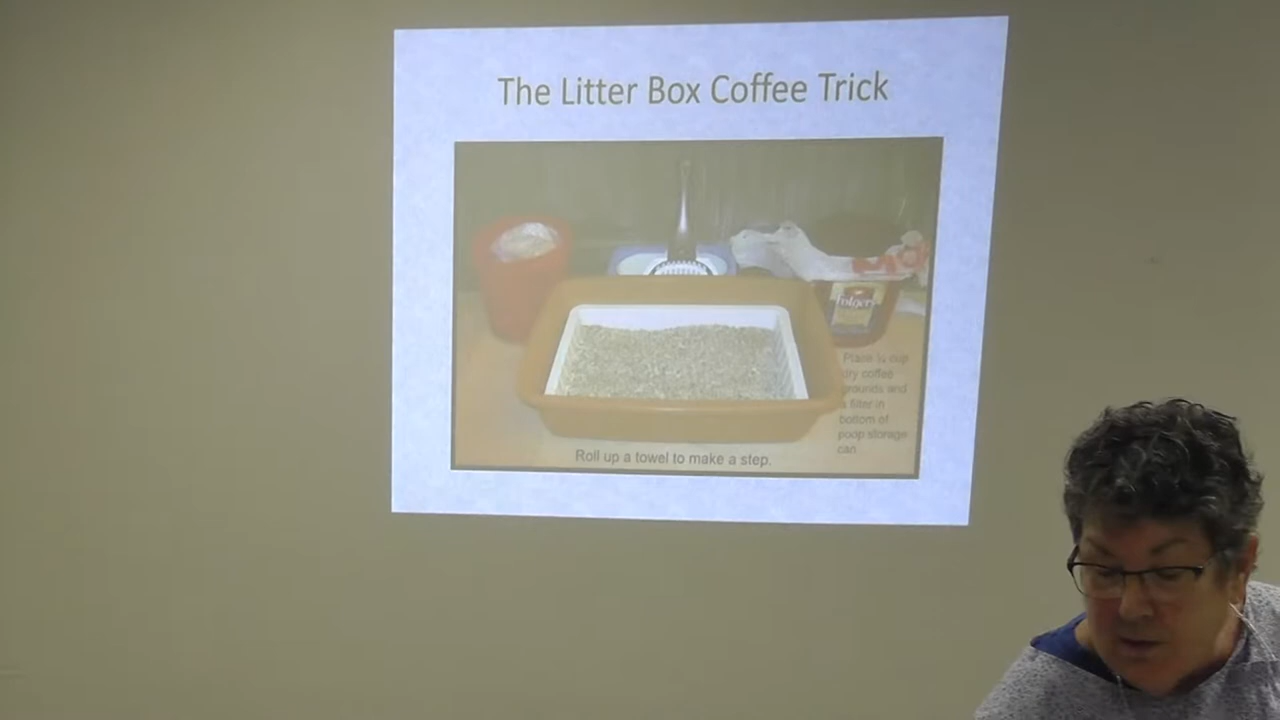 The Litter Box Coffee Trick
Folgers
Place ¼ cup
dry coffee
grounds and
a filter in
bottom of
poop storage
can.
Roll up a towel to make a step.